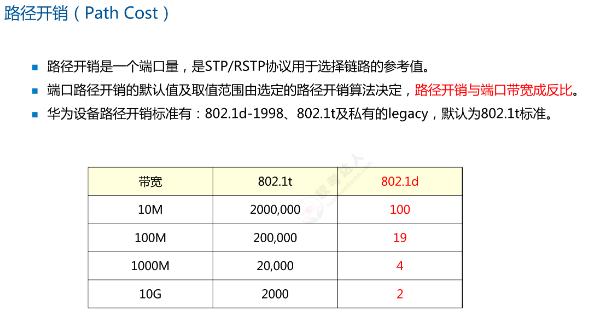 路径开销（Path Cost）
路径开销是一个端口量，是STP/RSTP协议用于选择链路的参考值。
端口路径开销的默认值及取值范围由选定的路径开销算法决定，路径开销与端口带宽成反比。
华为设备路径开销标准有：802.1d-1998、802.1t及私有的legacy，默认为802.1t标准。
带宽 802.1t 802.1d
10M 2000,000 100
100M 200,000 19
1000M 20,000 4
10G 2000 2